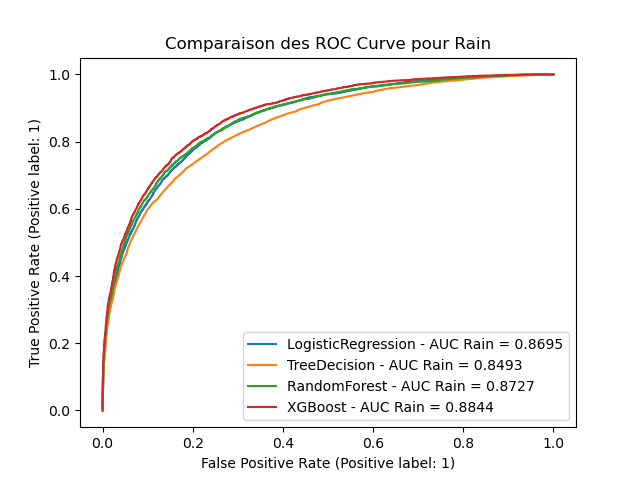 Comparaison des ROC Curve pour Rain
True Positive Rate (Positive label: 1)
1.0
0.8
0.6
0.4
0.2
0.0
LogisticRegression - AUC Rain = 0.8695
TreeDecision - AUC Rain = 0.8493
RandomForest - AUC Rain = 0.8727
XGBoost - AUC Rain = 0.8844
0.0 0.2 0.4 0.6 0.8 1.0
False Positive Rate (Positive label: 1)